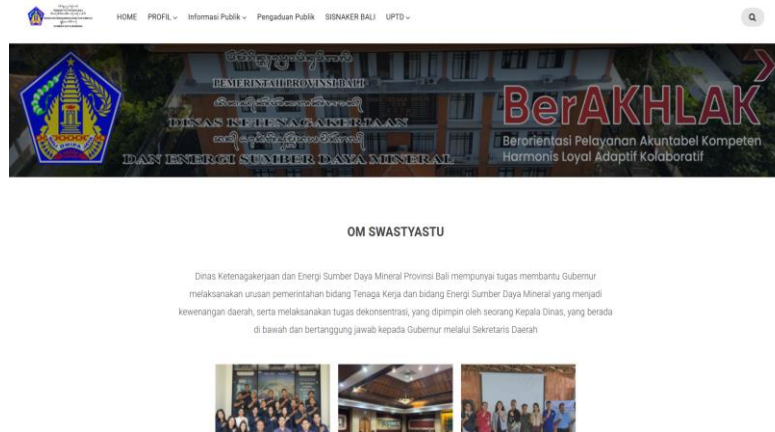 HOME PROFIL Informasi Publik Pengaduan Publik SISNAKER BALI UPTD
PEMERINTAH PROVINSI BALI
DINAS KETENAGAKERJAAN
DAN ENERGI SUMBER DAYA MINERAL
BerAKHLAK
Berorientasi Pelayanan Akuntabel Kompeten
Harmonis Loyal Adaptif Kolaboratif
OM SWASTYASTU
Dinas Ketenagakerjaan dan Energi Sumber Daya Mineral Provinsi Bali mempunyai tugas membantu Gubernur
melaksanakan urusan pemerintahan bidang Tenaga Kerja dan bidang Energi Sumber Daya Mineral yang menjadi
kewenangan daerah, serta melaksanakan tugas dekonsentrasi, yang dipimpin oleh seorang Kepala Dinas, yang berada
di bawah dan bertanggung jawab kepada Gubernur melalui Sekretaris Daerah